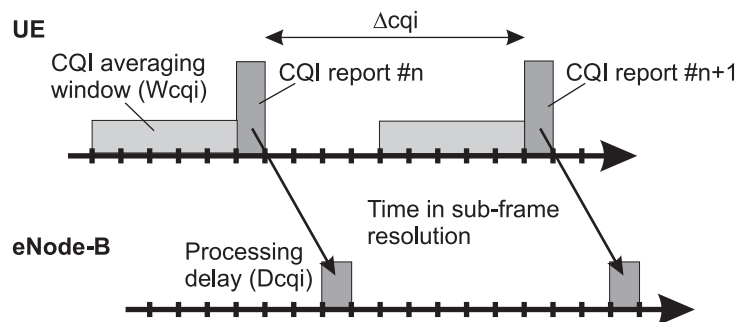 Δcqi
UE
CQI averaging
window (Wcqi)
CQI report #n
CQI report #n+1
Time in sub-frame
resolution
eNode-B
Processing
delay (Dcqi)